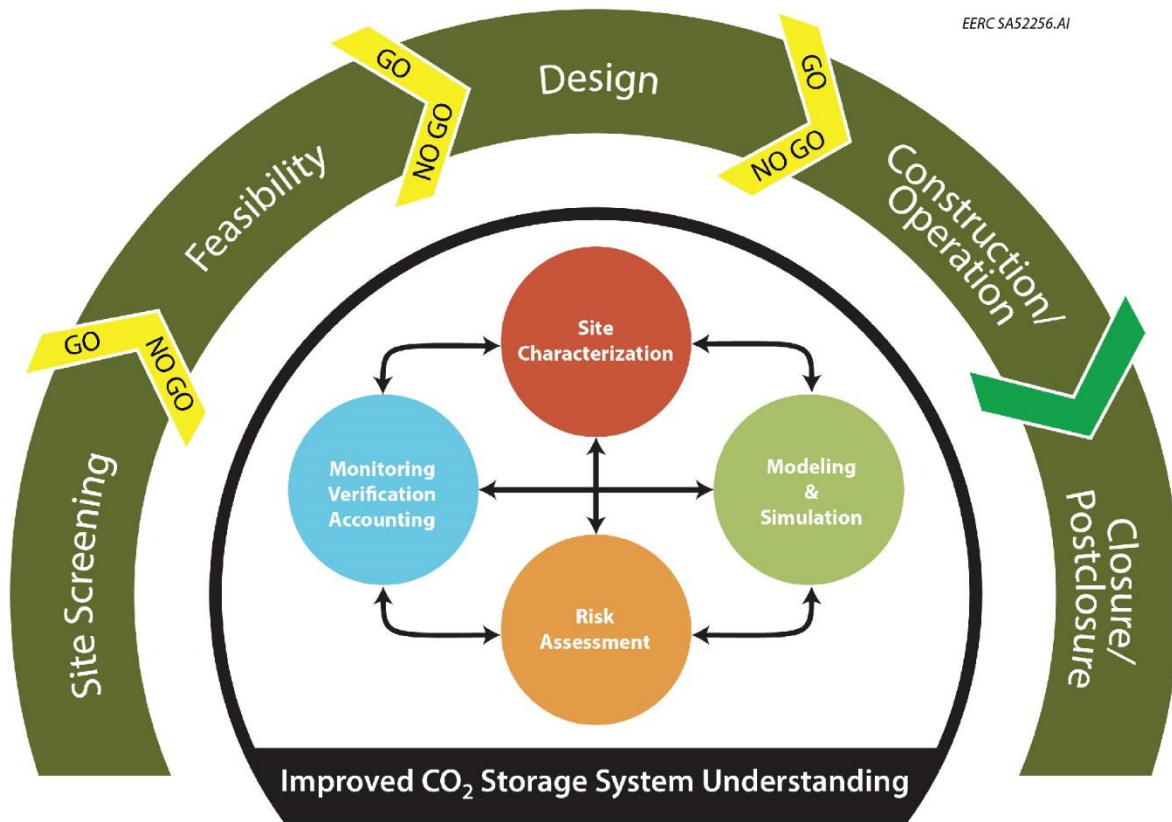 EERC SA52256.AI
Site Screening
GO
NO GO
Feasibility
GO
NO GO
Design
GO
NO GO
Construction/
Operation
Closure/
Postclosure
Site
Characterization
Monitoring
Verification
Accounting
Modeling
&
Simulation
Risk
Assessment
Improved CO₂ Storage System Understanding